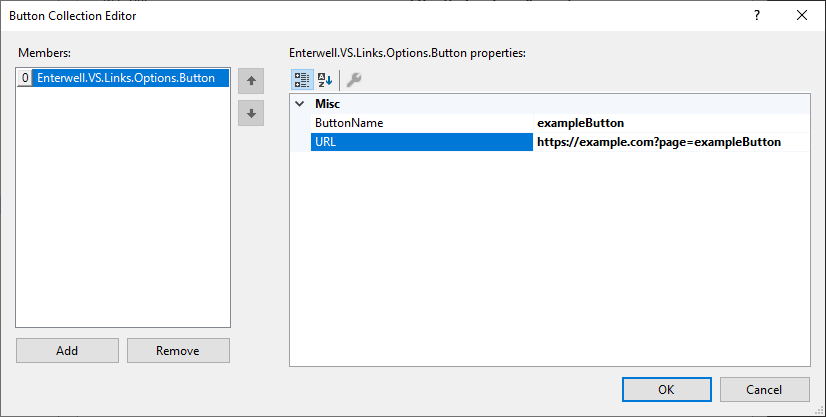 Button Collection Editor
?
Members:
0 Enterwell.VS.Links.Options.Button
Add
Remove
Enterwell.VS.Links.Options.Button properties:
A
Z
Misc
ButtonName exampleButton
URL https://example.com?page=exampleButton
OK
Cancel